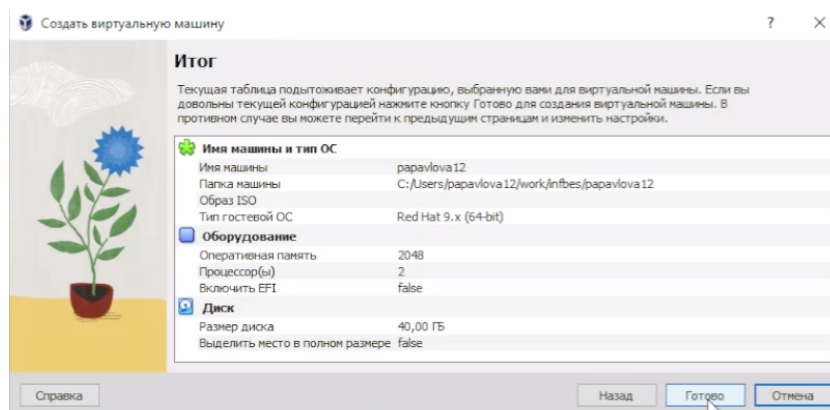 Создать виртуальную машину
?
Итог
Текущая таблица подытоживает конфигурацию, выбранную вами для виртуальной машины. Если вы
довольны текущей конфигурацией нажмите кнопку Готово для создания виртуальной машины. В
противном случае вы можете перейти к предыдущим страницам и изменить настройки.
Имя машины и тип ОС
Имя машины papavlova12
Папка машины C:/Users/papavlova12/work/infbes/papavlova12
Образ ISO
Тип гостевой ОС Red Hat 9.x (64-bit)
Оборудование
Оперативная память 2048
Процессор(ы) 2
Включить EFI false
Диск
Размер диска 40,00 ГБ
Выделить место в полном размере false
Справка Назад Готово Отмена